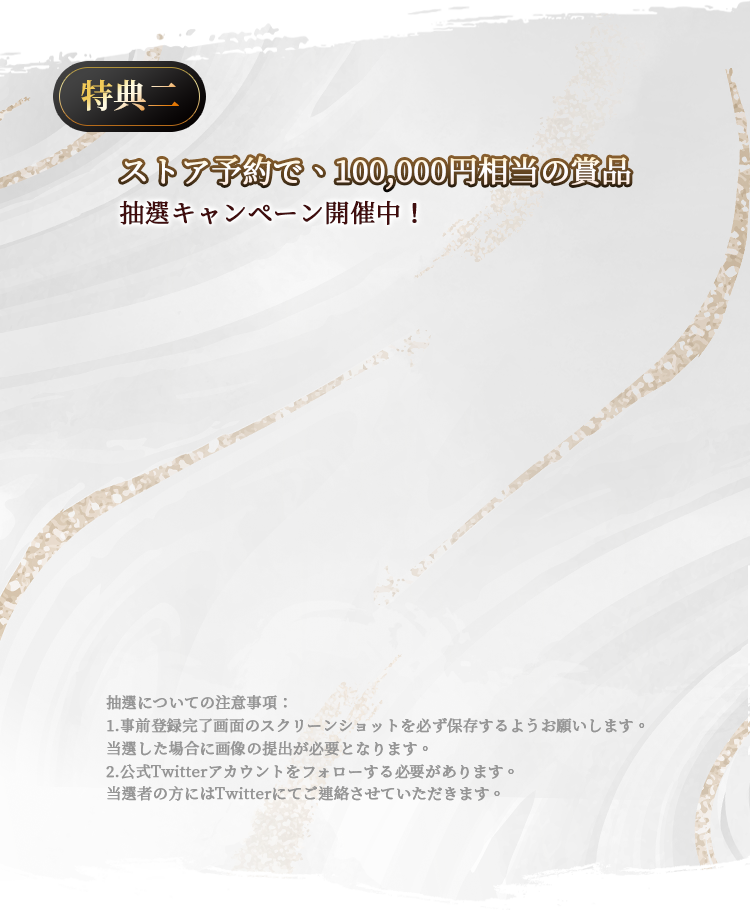 特典二
ストア予約で、100,000円相当の賞品
抽選キャンペーン開催中！
抽選についての注意事項：
1.事前登録完了画面のスクリーンショットを必ず保存するようお願いします。
当選した場合に画像の提出が必要となります。
2.公式Twitterアカウントをフォローする必要があります。
当選者の方にはTwitterにてご連絡させていただきます。